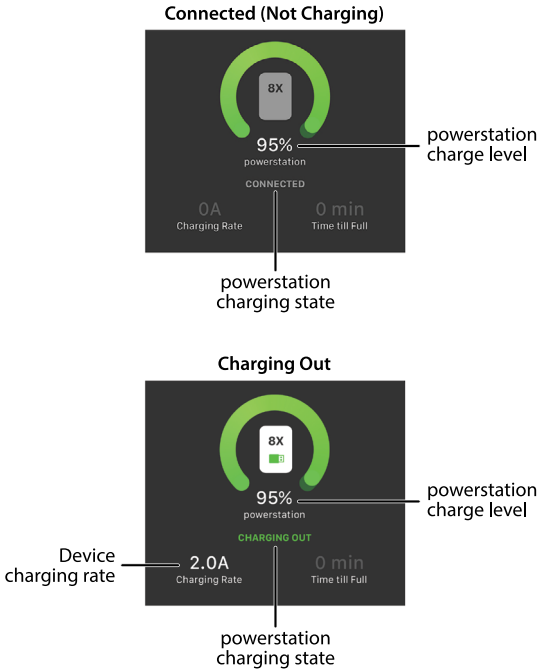 Connected (Not Charging)
8X
95%
powerstation
powerstation
charge level
CONNECTED
0A
0 min
Charging Rate
Time till Full
powerstation
charging state
Charging Out
8X
95%
powerstation
powerstation
charge level
CHARGING OUT
Device
charging rate
2.0A
0 min
Charging Rate
Time till Full
powerstation
charging state